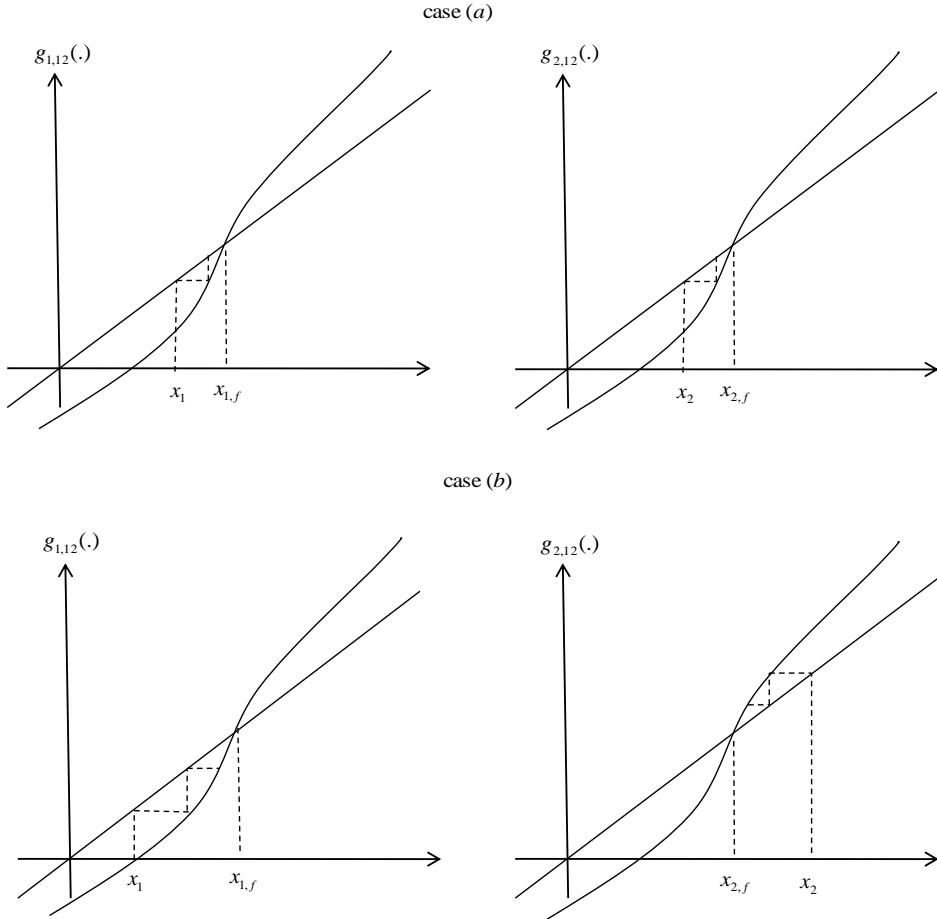 case (a)
g1,12(.)
g2,12(.)
x1
x1,f
x2
x2,f
case (b)
g1,12(.)
g2,12(.)
x1
x1,f
x2,f
x2